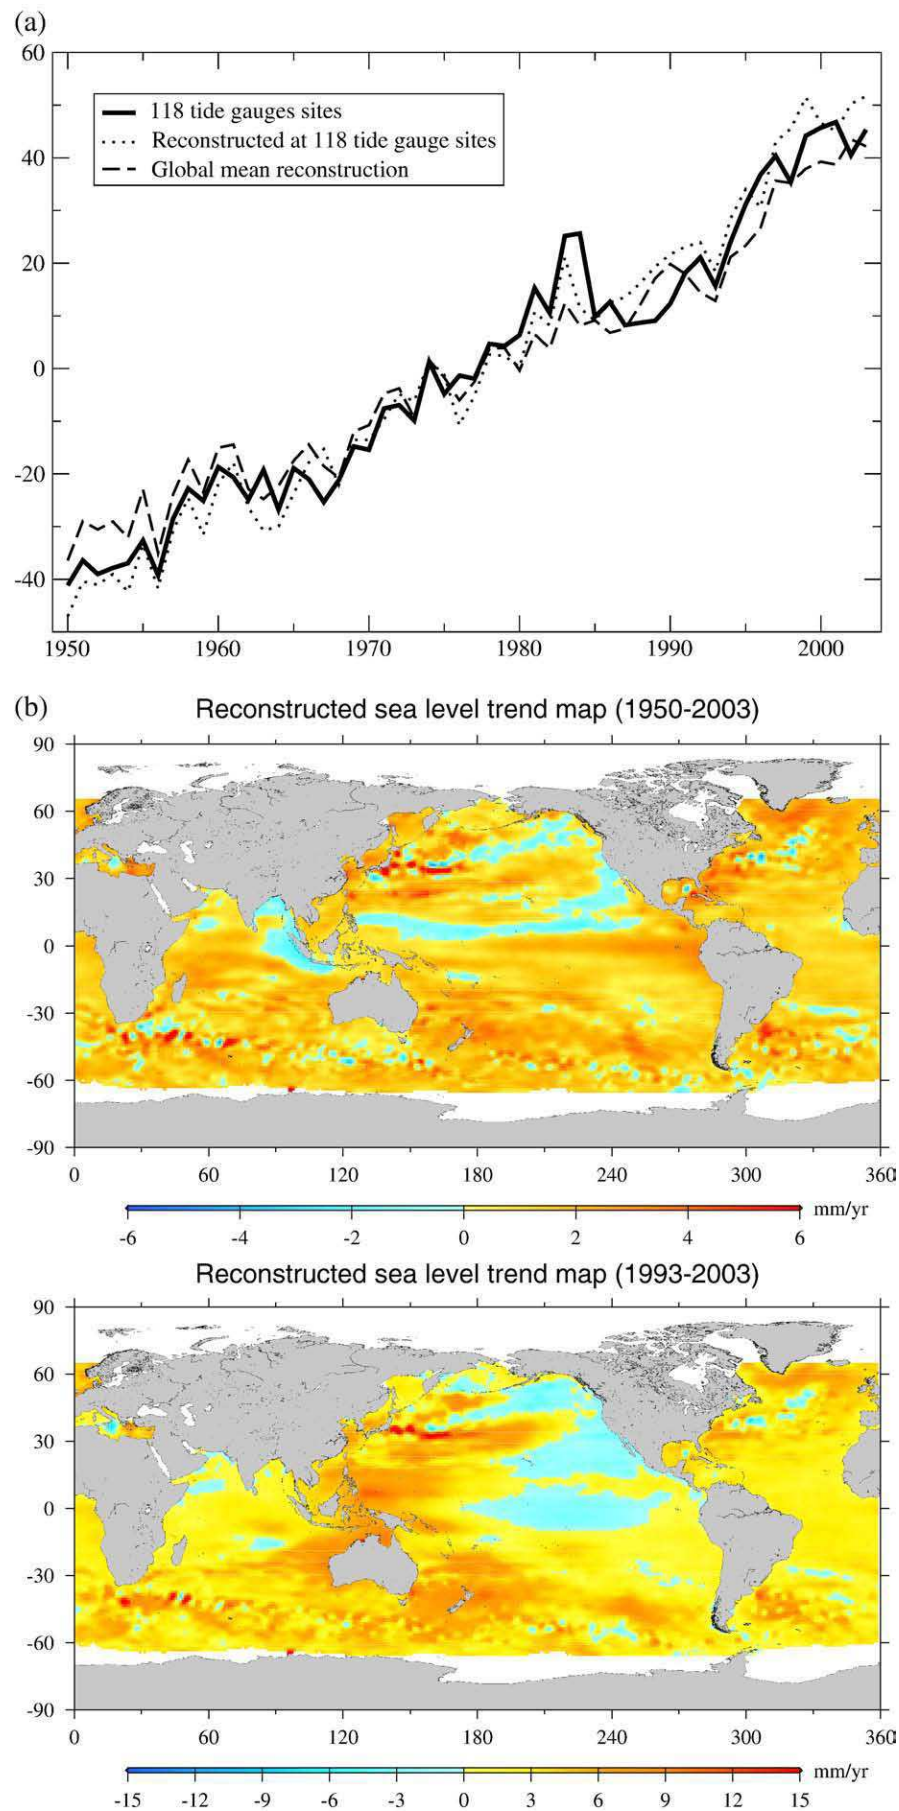 (a)
60
40
20
0
-20
-40
118 tide gauges sites
Reconstructed at 118 tide gauge sites
Global mean reconstruction
1950 1960 1970 1980 1990 2000
(b)
Reconstructed sea level trend map (1950-2003)
90
60
30
0
-30
-60
-90
0 60 120 180 240 300 360
-6 -4 -2 0 2 4 6 mm/yr
Reconstructed sea level trend map (1993-2003)
90
60
30
0
-30
-60
-90
0 60 120 180 240 300 360
-15 -12 -9 -6 -3 0 3 6 9 12 15 mm/yr